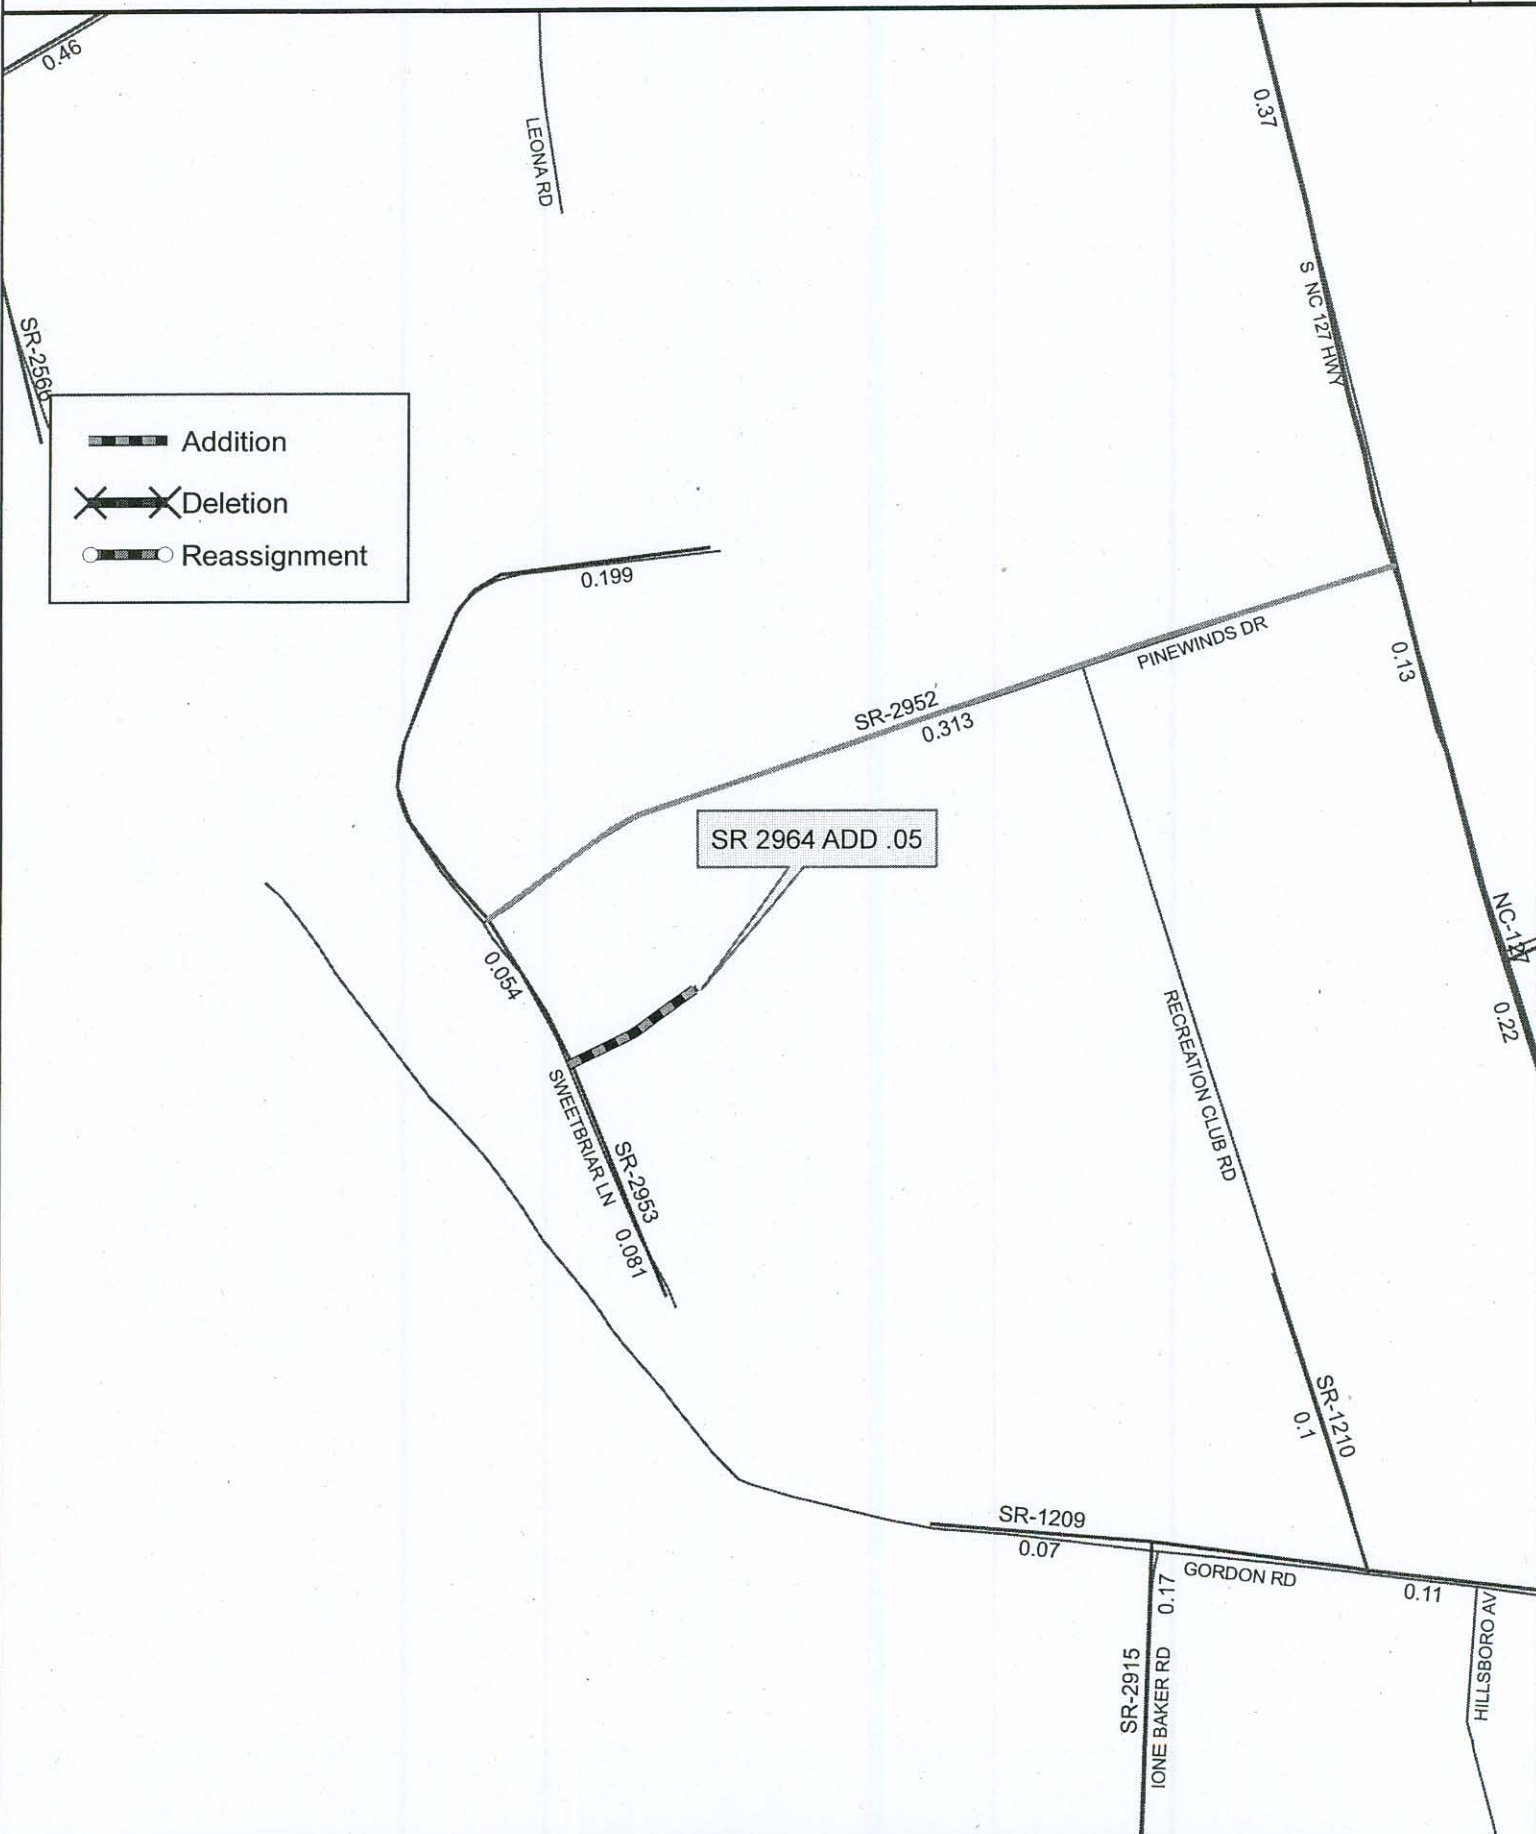 0.46
LEONA RD
0.37
S NC 127 HWY
SR-2566
Addition
Deletion
Reassignment
0.199
PINEWINDS DR
0.13
SR-2952
0.313
SR 2964 ADD .05
NC-127
0.054
0.22
RECREATION CLUB RD
SWEETBRIAR LN
SR-2953
0.081
SR-1210
0.1
SR-1209
0.07
GORDON RD
0.17
0.11
SR-2915
IONE BAKER RD
HILLSBORO AV